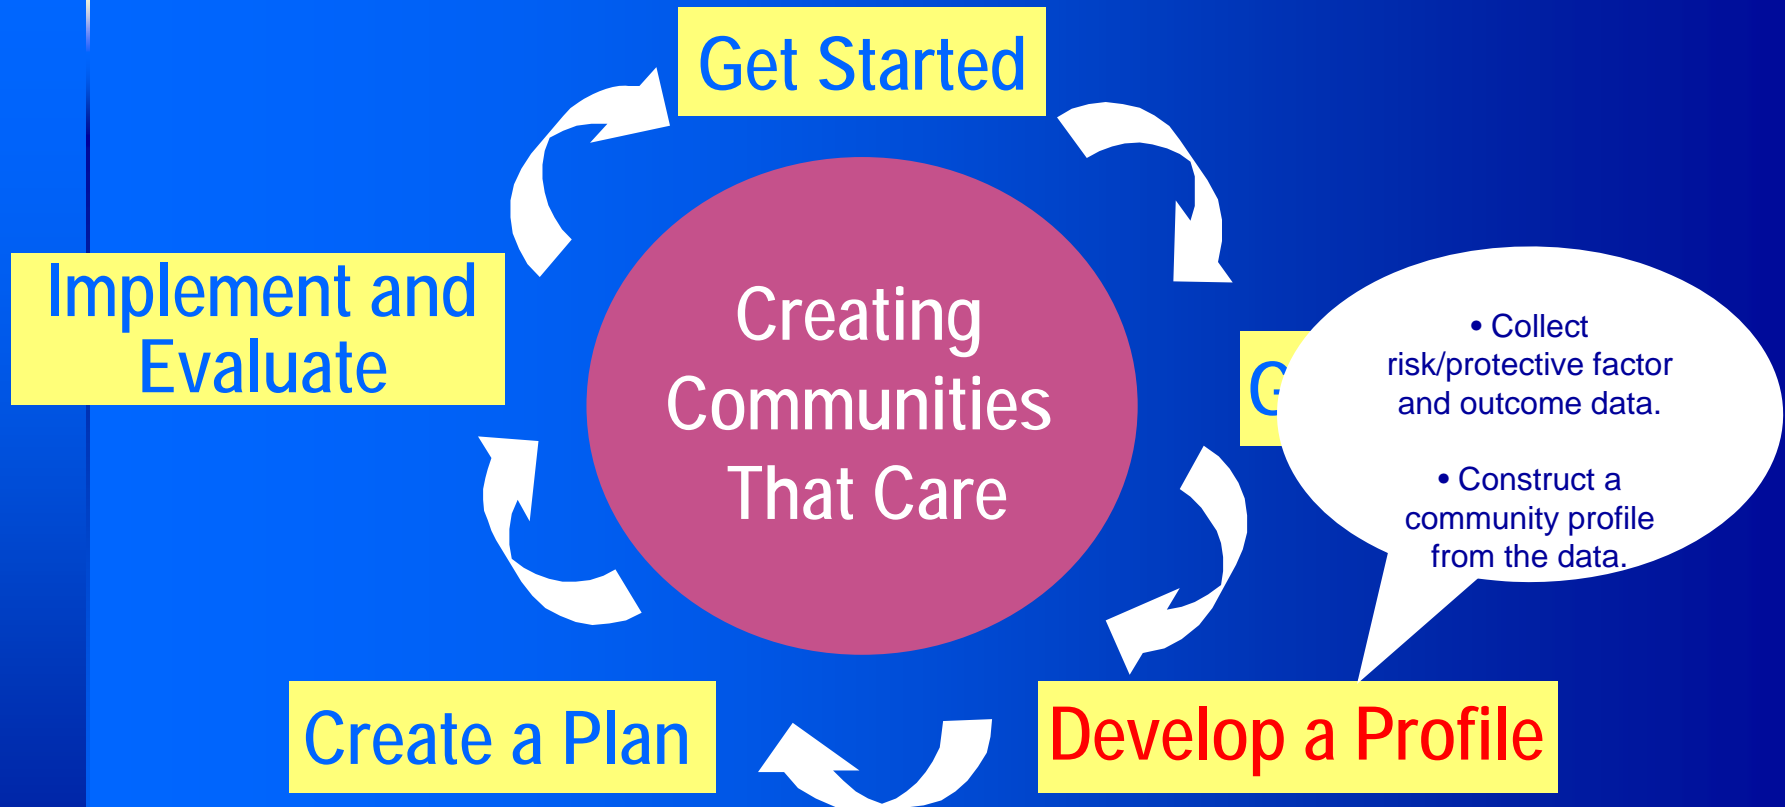 Get Started
Implement and
Evaluate
Creating
Communities
That Care
G
• Collect
risk/protective factor
and outcome data.
• Construct a
community profile
from the data.
Create a Plan
Develop a Profile